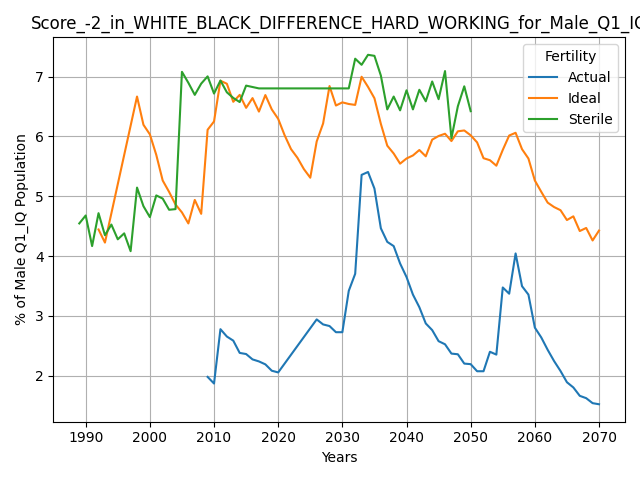 Score_-2_in_WHITE_BLACK_DIFFERENCE_HARD_WORKING_for_Male_Q1_IQ
Fertility
Actual
Ideal
Sterile
% of Male Q1_IQ Population
7
6
5
4
3
2
1990 2000 2010 2020 2030 2040 2050 2060 2070
Years